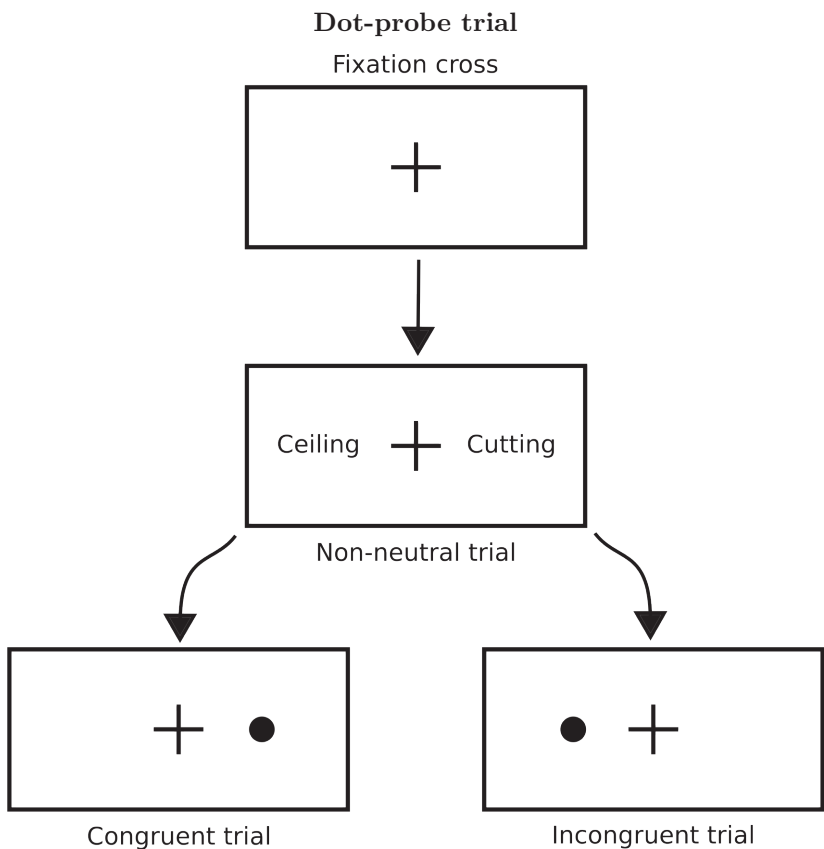 Dot-probe trial
Fixation cross
Ceiling Cutting
Non-neutral trial
Congruent trial
Incongruent trial